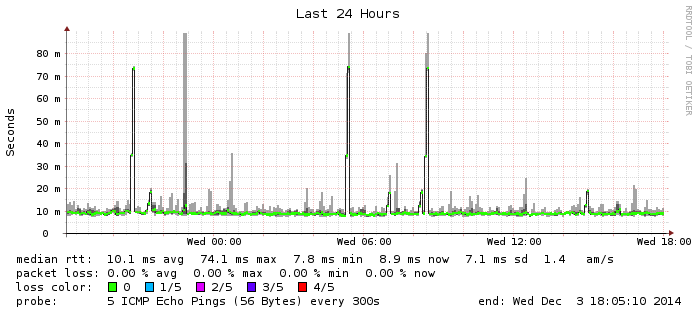 Last 24 Hours
RRDTOOL / TOBI OETIKER
Seconds
80 m
70 m
60 m
50 m
40 m
30 m
20 m
10 m
0
Wed 00:00 Wed 06:00 Wed 12:00 Wed 18:00
median rtt: 10.1 ms avg 74.1 ms max 7.8 ms min 8.9 ms now 7.1 ms sd 1.4 am/s
packet loss: 0.00 % avg 0.00 % max 0.00 % min 0.00 % now
loss color: 0 1/5 2/5 3/5 4/5
probe: 5 ICMP Echo Pings (56 Bytes) every 300s end: Wed Dec 3 18:05:10 2014